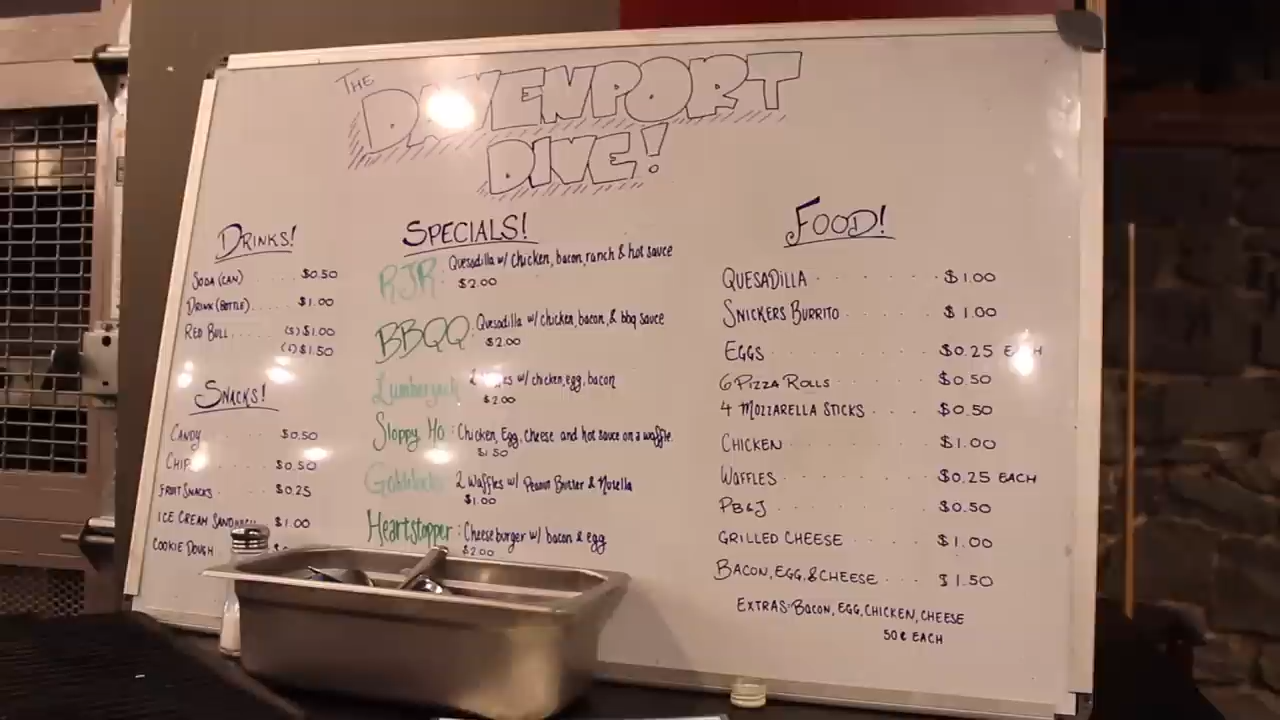 THE
DAVENPORT
DIVE!
DRINKS!
SODA (CAN) . . . . $0.50
DRINK (BOTTLE) . . . . $1.00
RED BULL . . . . (S) $1.00
(L) $1.50
SNACKS!
CANDY . . . . $0.50
CHIPS . . . . $0.50
FRUIT SNACKS . . . . $0.25
ICE CREAM SANDWICH $1.00
COOKIE DOUGH
SPECIALS!
RJR: Quesadilla w/ chicken, bacon, ranch & hot sauce
$2.00
BBQQ: Quesadilla w/ chicken, bacon, & bbq sauce
$2.00
Lumberjack 2 Waffles w/ chicken, egg, bacon
$2.00
Sloppy Ho: Chicken, Egg, cheese and hot sauce on a waffle.
$1.50
Goldilocks 2 Waffles w/ Peanut Butter & Nutella
$1.00
Heartstopper: Cheeseburger w/ bacon & egg
$2.00
FOOD!
QUESADILLA . . . . $1.00
SNICKERS BURRITO . . . . $1.00
EGGS . . . . $0.25 EACH
6 PIZZA ROLLS . . . . $0.50
4 MOZZARELLA STICKS . . . . $0.50
CHICKEN . . . . $1.00
WAFFLES . . . . $0.25 EACH
PB&J . . . . $0.50
GRILLED CHEESE . . . . $1.00
BACON, EGG, & CHEESE . . . $1.50
EXTRAS: BACON, EGG, CHICKEN, CHEESE
50¢ EACH